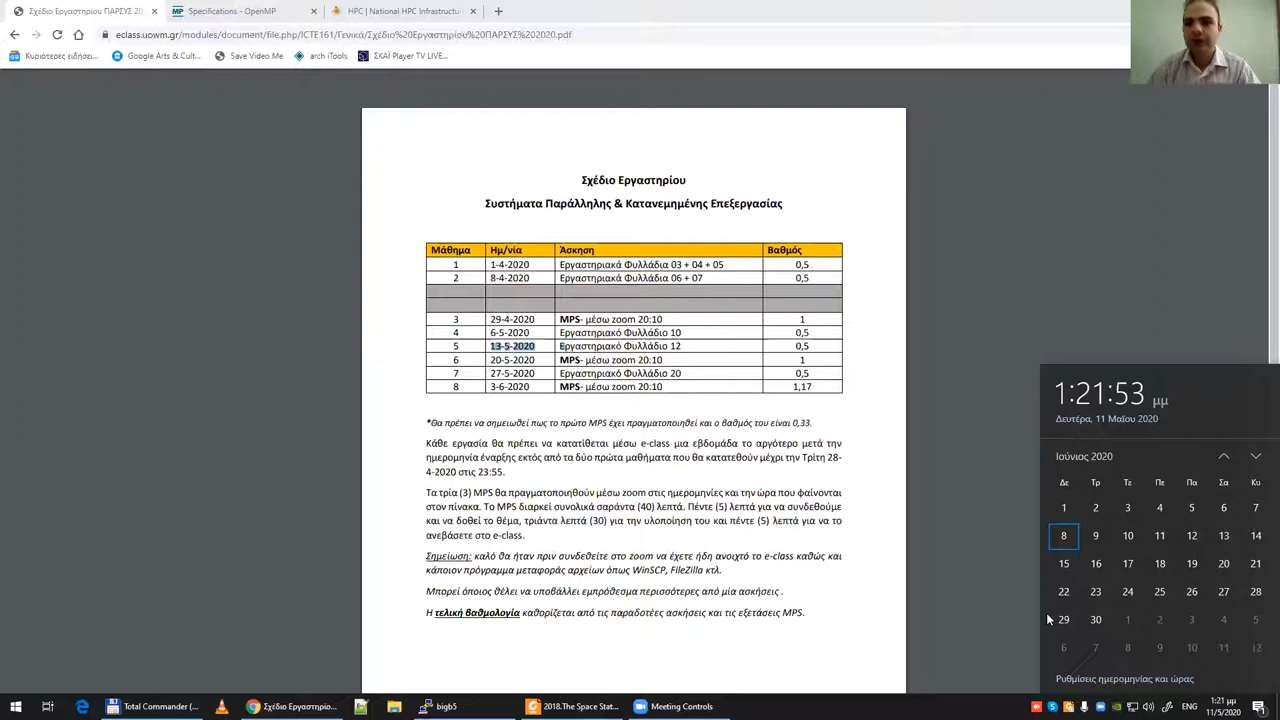 Σχέδιο Εργαστηρίου ΠΑΡΣΥΣ 20
Specifications - OpenMP
HPC | National HPC Infrastructu
eclass.uowm.gr/modules/document/file.php/ICTE161/Γενικά/Σχέδιο%20Εργαστηρίου%20ΠΑΡΣΥΣ%202020.pdf
Κυριότερες ειδήσει...
Google Arts & Cult...
Save Video Me
arch iTools
ΣΚΑΪ Player TV LIVE...
Σχέδιο Εργαστηρίου
Συστήματα Παράλληλης & Κατανεμημένης Επεξεργασίας
Μάθημα Ημ/νία Άσκηση Βαθμός
1 1-4-2020 Εργαστηριακά Φυλλάδια 03 + 04 + 05 0,5
2 8-4-2020 Εργαστηριακά Φυλλάδια 06 + 07 0,5
3 29-4-2020 MPS- μέσω zoom 20:10 1
4 6-5-2020 Εργαστηριακό Φυλλάδιο 10 0,5
5 13-5-2020 Εργαστηριακό Φυλλάδιο 12 0,5
6 20-5-2020 MPS- μέσω zoom 20:10 1
7 27-5-2020 Εργαστηριακό Φυλλάδιο 20 0,5
8 3-6-2020 MPS- μέσω zoom 20:10 1,17
*Θα πρέπει να σημειωθεί πως το πρώτο MPS έχει πραγματοποιηθεί και ο βαθμός του είναι 0,33.
Κάθε εργασία θα πρέπει να κατατίθεται μέσω e-class μια εβδομάδα το αργότερο μετά την
ημερομηνία έναρξης εκτός από τα δύο πρώτα μαθήματα που θα κατατεθούν μέχρι την Τρίτη 28-
4-2020 στις 23:55.
Τα τρία (3) MPS θα πραγματοποιηθούν μέσω zoom στις ημερομηνίες και την ώρα που φαίνονται
στον πίνακα. Το MPS διαρκεί συνολικά σαράντα (40) λεπτά. Πέντε (5) λεπτά για να συνδεθούμε
και να δοθεί το θέμα, τριάντα λεπτά (30) για την υλοποίηση του και πέντε (5) λεπτά για να το
ανεβάσετε στο e-class.
Σημείωση: καλό θα ήταν πριν συνδεθείτε στο zoom να έχετε ήδη ανοιχτό το e-class καθώς και
κάποιον πρόγραμμα μεταφοράς αρχείων όπως WinSCP, FileZilla κτλ.
Μπορεί όποιος θέλει να υποβάλλει εμπρόθεσμα περισσότερες από μία ασκήσεις .
Η τελική βαθμολογία καθορίζεται από τις παραδοτέες ασκήσεις και τις εξετάσεις MPS.
1:21:53 μμ
Δευτέρα, 11 Μαΐου 2020
Ιούνιος 2020
Δε Τρ Τε Πε Πα Σα Κυ
1 2 3 4 5 6 7
8 9 10 11 12 13 14
15 16 17 18 19 20 21
22 23 24 25 26 27 28
29 30 1 2 3 4 5
6 7 8 9 10 11 12
Ρυθμίσεις ημερομηνίας και ώρας
Total Commander (...
Σχέδιο Εργαστηρίο...
bigb5
2018.The Space Stat...
Meeting Controls
ENG
1:21 μμ
11/5/2020